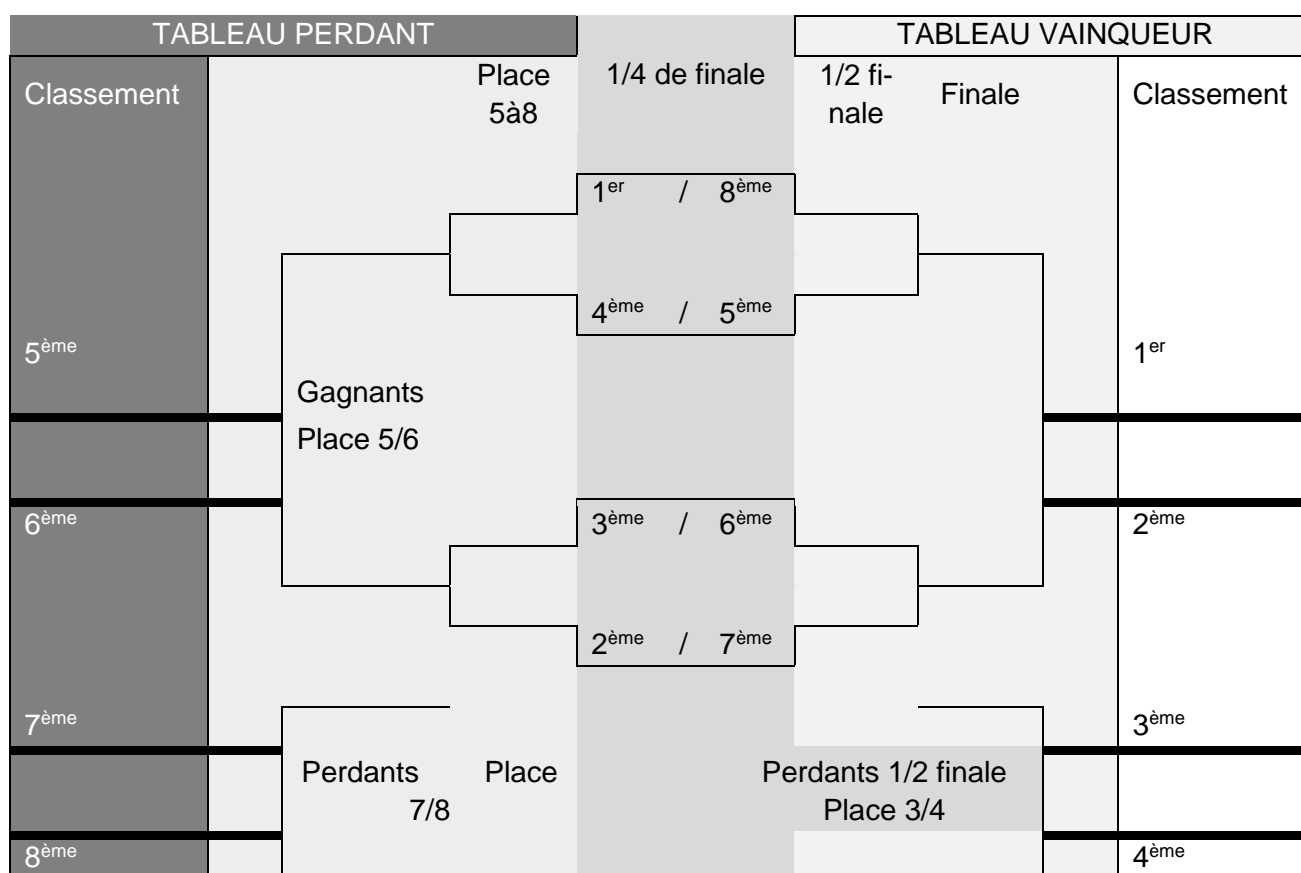 TABLEAU PERDANT
TABLEAU VAINQUEUR
Classement
Place
5à8
1/4 de finale
1/2 fi-
nale
Finale
Classement
1er / 8ème
4ème / 5ème
5ème
1er
Gagnants
Place 5/6
6ème
3ème / 6ème
2ème
2ème / 7ème
7ème
3ème
Perdants Place
7/8
Perdants 1/2 finale
Place 3/4
8ème
4ème